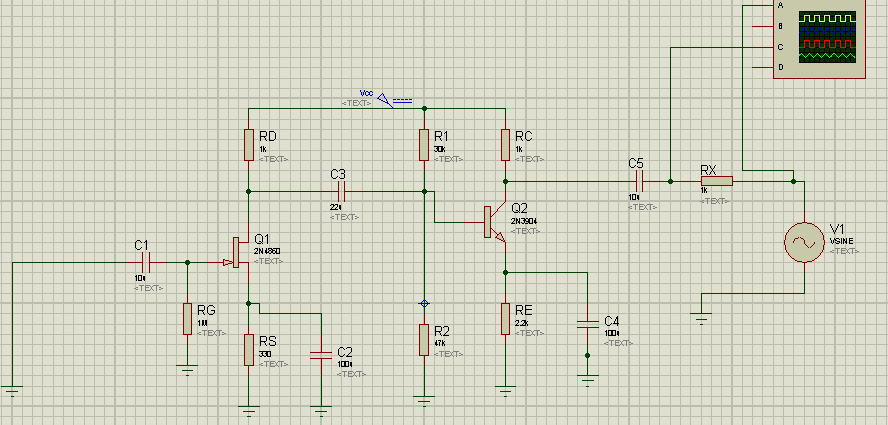 A
B
C
D
Vcc
<TEXT>
RD
1k
<TEXT>
R1
30k
<TEXT>
RC
1k
<TEXT>
C3
22u
<TEXT>
C5
10u
<TEXT>
RX
1k
<TEXT>
Q2
2N3904
<TEXT>
V1
VSINE
<TEXT>
C1
10u
<TEXT>
Q1
2N4860
<TEXT>
RG
1M
<TEXT>
RS
330
<TEXT>
C2
100u
<TEXT>
R2
47k
<TEXT>
RE
2.2k
<TEXT>
C4
100u
<TEXT>